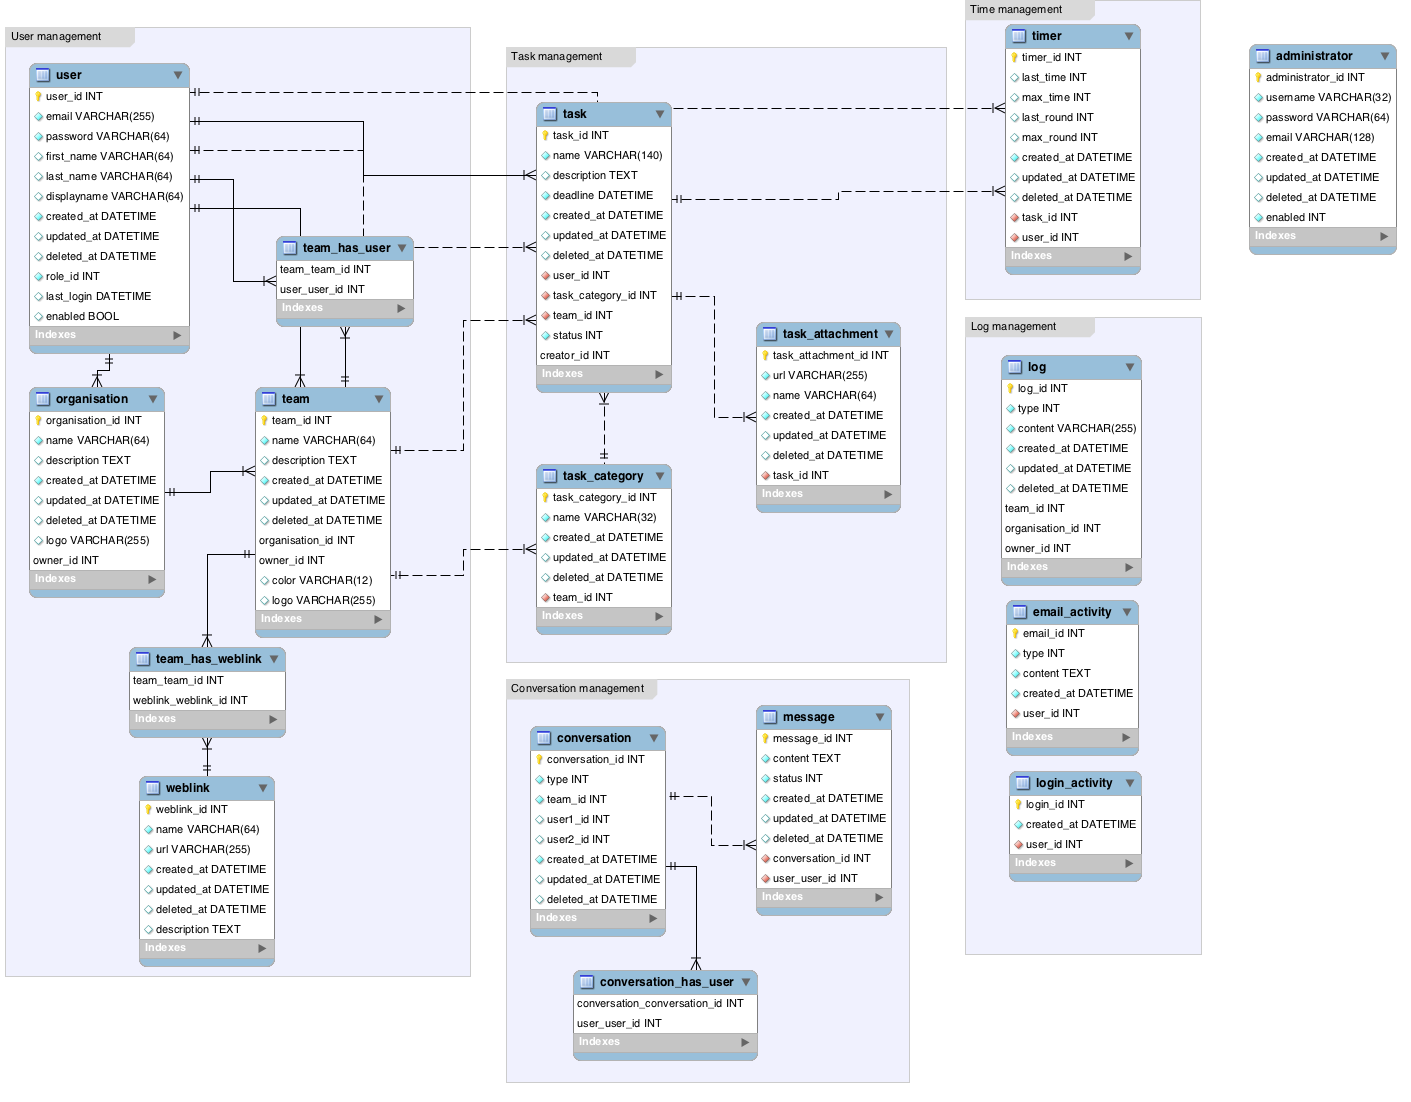 User management
user
user_id INT
email VARCHAR(255)
password VARCHAR(64)
first_name VARCHAR(64)
last_name VARCHAR(64)
displayname VARCHAR(64)
created_at DATETIME
updated_at DATETIME
deleted_at DATETIME
role_id INT
last_login DATETIME
enabled BOOL
Indexes
team_has_user
team_team_id INT
user_user_id INT
Indexes
organisation
organisation_id INT
name VARCHAR(64)
description TEXT
created_at DATETIME
updated_at DATETIME
deleted_at DATETIME
logo VARCHAR(255)
owner_id INT
Indexes
team
team_id INT
name VARCHAR(64)
description TEXT
created_at DATETIME
updated_at DATETIME
deleted_at DATETIME
organisation_id INT
owner_id INT
color VARCHAR(12)
logo VARCHAR(255)
Indexes
team_has_weblink
team_team_id INT
weblink_weblink_id INT
Indexes
weblink
weblink_id INT
name VARCHAR(64)
url VARCHAR(255)
created_at DATETIME
updated_at DATETIME
deleted_at DATETIME
description TEXT
Indexes
Task management
task
task_id INT
name VARCHAR(140)
description TEXT
deadline DATETIME
created_at DATETIME
updated_at DATETIME
deleted_at DATETIME
user_id INT
task_category_id INT
team_id INT
status INT
creator_id INT
Indexes
task_attachment
task_attachment_id INT
url VARCHAR(255)
name VARCHAR(64)
created_at DATETIME
updated_at DATETIME
deleted_at DATETIME
task_id INT
Indexes
task_category
task_category_id INT
name VARCHAR(32)
created_at DATETIME
updated_at DATETIME
deleted_at DATETIME
team_id INT
Indexes
Conversation management
conversation
conversation_id INT
type INT
team_id INT
user1_id INT
user2_id INT
created_at DATETIME
updated_at DATETIME
deleted_at DATETIME
Indexes
message
message_id INT
content TEXT
status INT
created_at DATETIME
updated_at DATETIME
deleted_at DATETIME
conversation_id INT
user_user_id INT
Indexes
conversation_has_user
conversation_conversation_id INT
user_user_id INT
Indexes
Time management
timer
timer_id INT
last_time INT
max_time INT
last_round INT
max_round INT
created_at DATETIME
updated_at DATETIME
deleted_at DATETIME
task_id INT
user_id INT
Indexes
Log management
log
log_id INT
type INT
content VARCHAR(255)
created_at DATETIME
updated_at DATETIME
deleted_at DATETIME
team_id INT
organisation_id INT
owner_id INT
Indexes
email_activity
email_id INT
type INT
content TEXT
created_at DATETIME
user_id INT
Indexes
login_activity
login_id INT
created_at DATETIME
user_id INT
Indexes
administrator
administrator_id INT
username VARCHAR(32)
password VARCHAR(64)
email VARCHAR(128)
created_at DATETIME
updated_at DATETIME
deleted_at DATETIME
enabled INT
Indexes